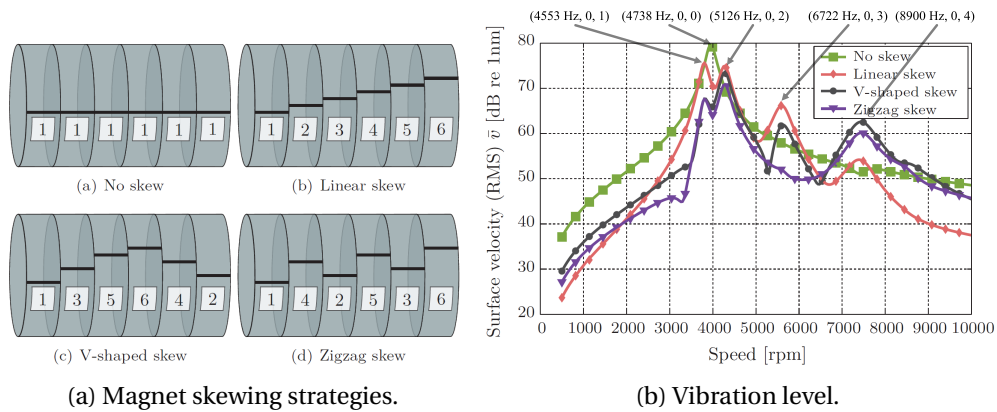 1 1 1 1 1 1
(a) No skew
1 2 3 4 5 6
(b) Linear skew
1 3 5 6 4 2
(c) V-shaped skew
1 4 2 5 3 6
(d) Zigzag skew
(a) Magnet skewing strategies.
(4553 Hz, 0, 1)
(4738 Hz, 0, 0)
(5126 Hz, 0, 2)
(6722 Hz, 0, 3)
(8900 Hz, 0, 4)
No skew
Linear skew
V-shaped skew
Zigzag skew
Surface velocity (RMS) v̄ [dB re 1nm]
80
70
60
50
40
30
20
0 1000 2000 3000 4000 5000 6000 7000 8000 9000 10000
Speed [rpm]
(b) Vibration level.